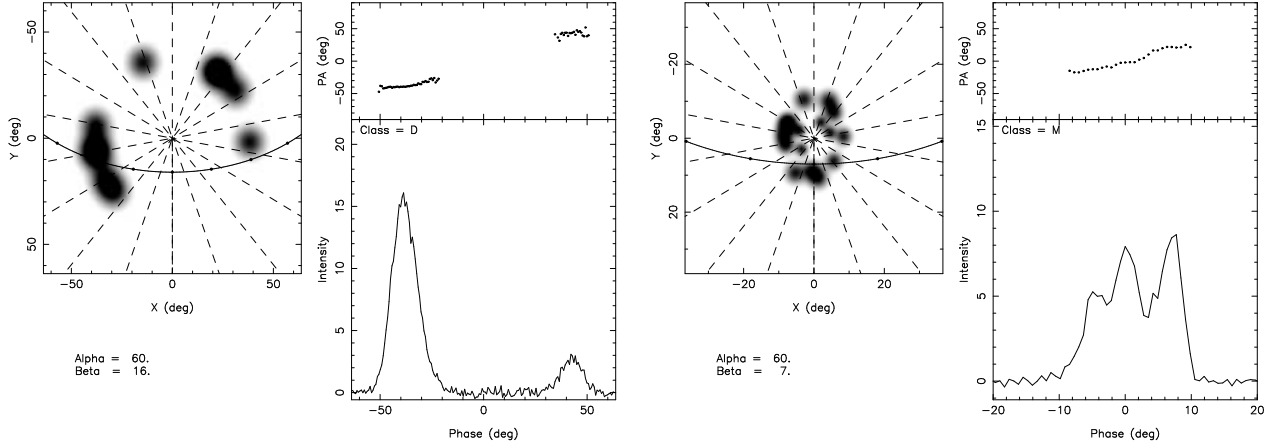 −50
0
50
Y (deg)
−50
0
50
X (deg)
Alpha = 60.
Beta = 16.
PA (deg)
50
0
−50
Class = D
Intensity
20
15
10
5
0
−50
0
50
Phase (deg)
−20
0
20
Y (deg)
−20
0
20
X (deg)
Alpha = 60.
Beta = 7.
PA (deg)
50
0
−50
Class = M
Intensity
15
10
5
0
−20
−10
0
10
20
Phase (deg)